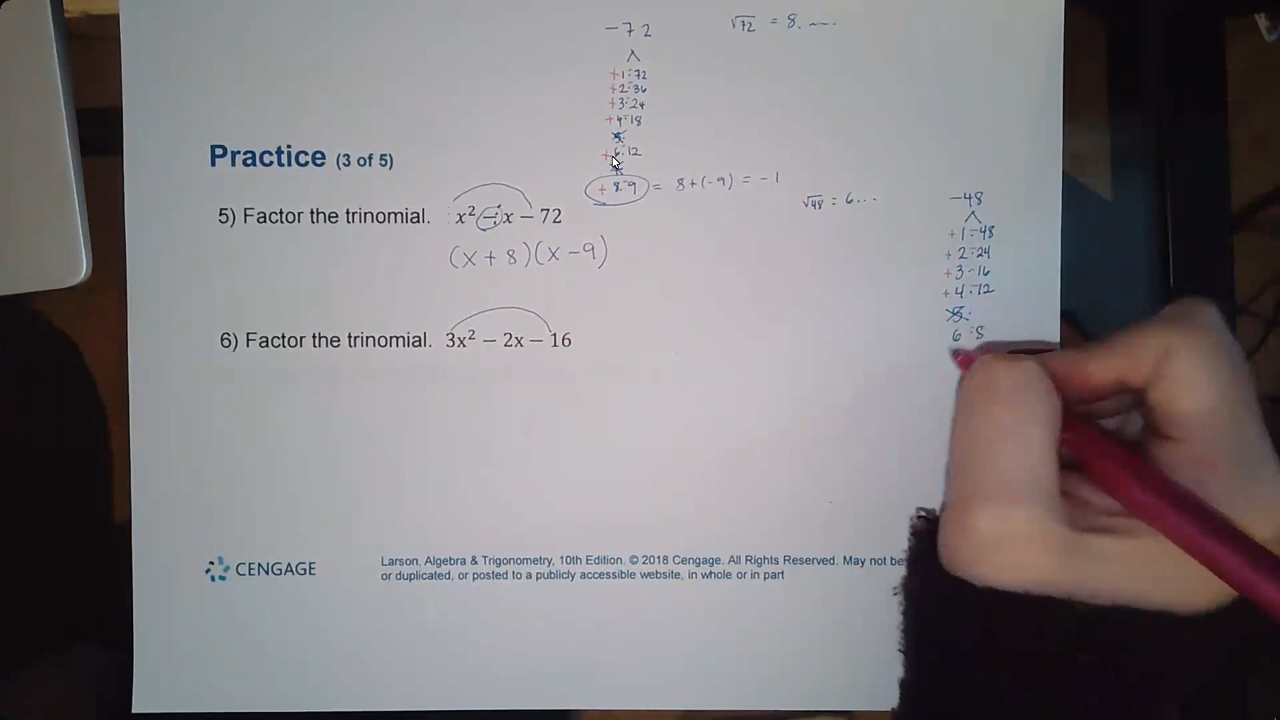 -72
√72 = 8. ....
+1·-72
+2·-36
+3·-24
+4·-18
5·
+6·-12
+8·-9 = 8+(-9) = -1
Practice (3 of 5)
5) Factor the trinomial. x² – x – 72
(x + 8)(x - 9)
√48 = 6...
-48
+1·-48
+2·-24
+3·-16
+4·-12
5·
6·-8
6) Factor the trinomial. 3x² – 2x – 16
CENGAGE
Larson, Algebra & Trigonometry, 10th Edition. © 2018 Cengage. All Rights Reserved. May not be
or duplicated, or posted to a publicly accessible website, in whole or in part